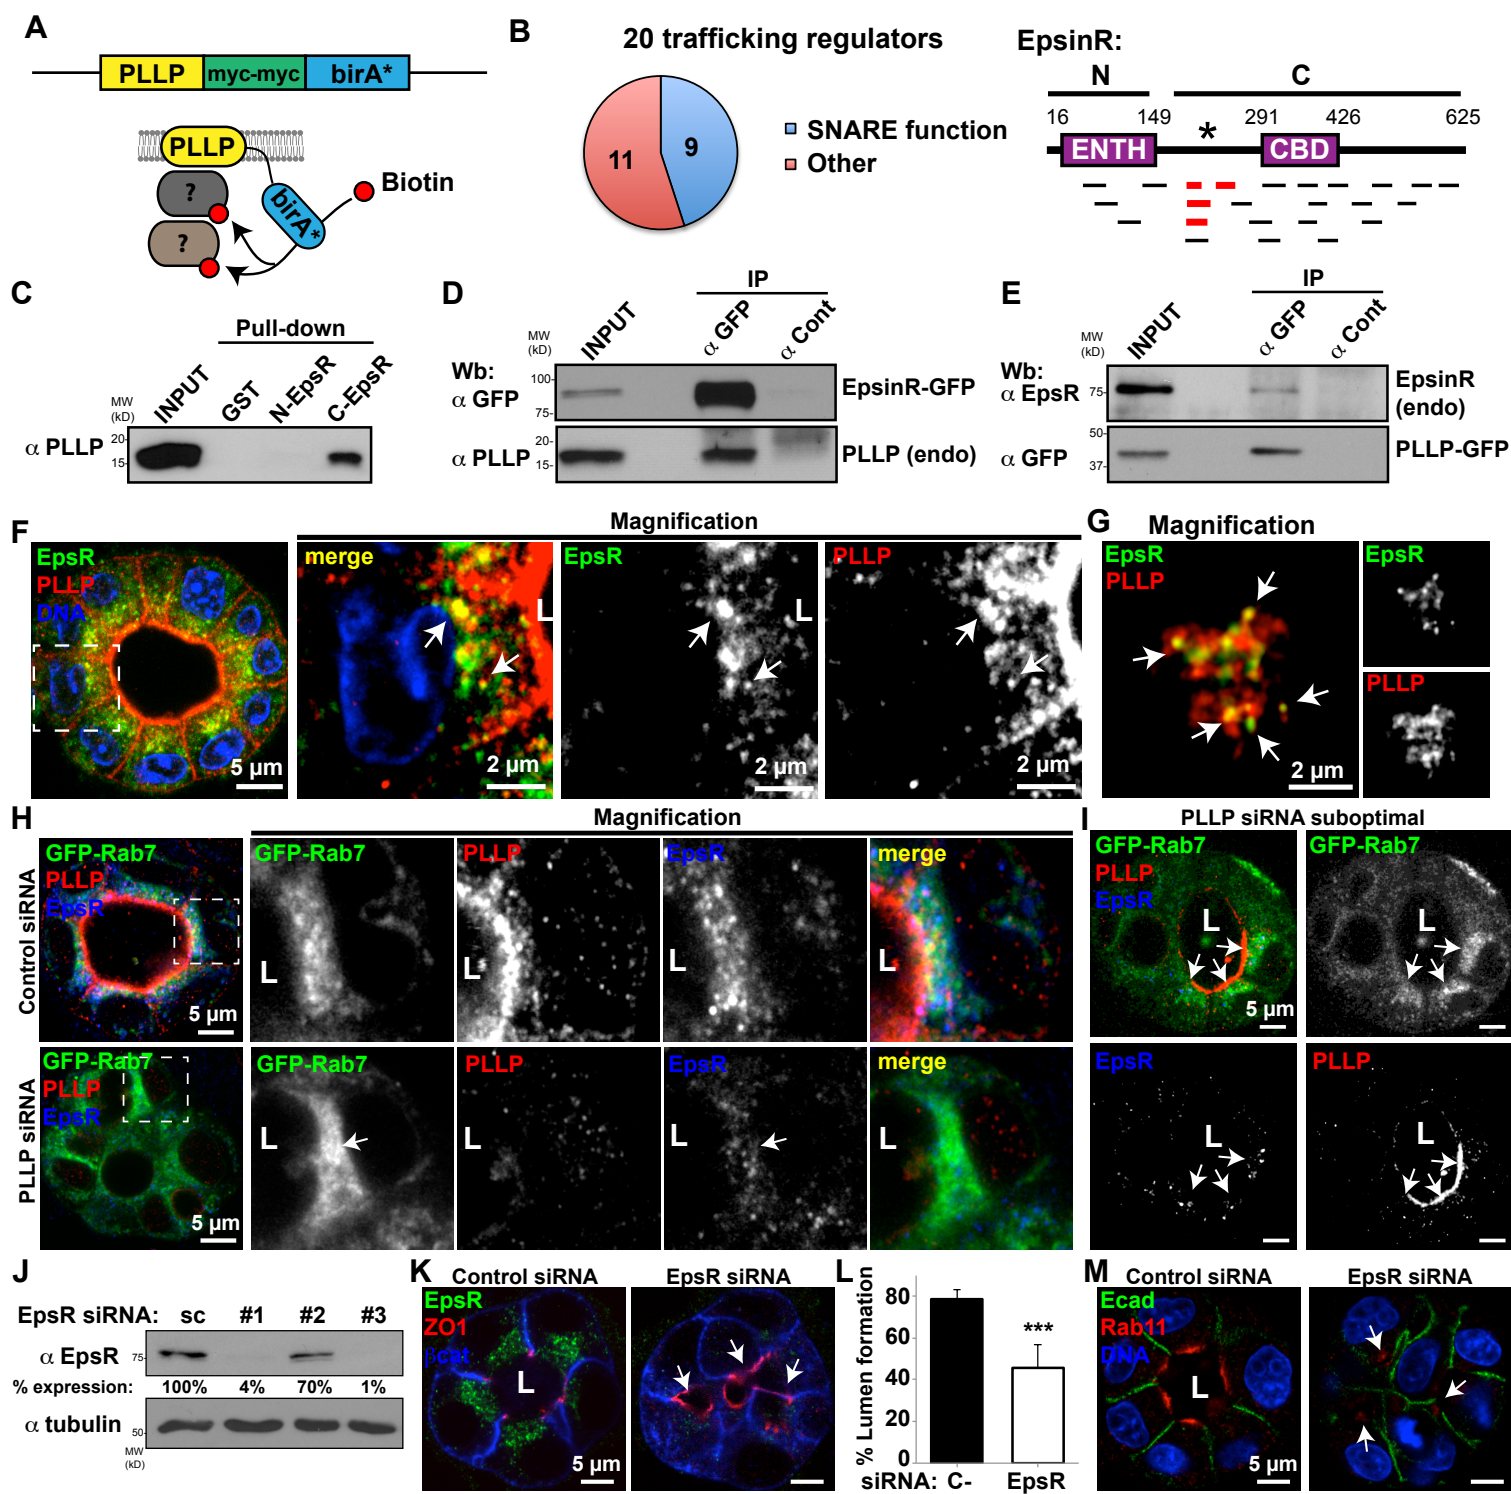 A
PLLP myc-myc birA*
PLLP
?
?
birA*
Biotin
B
20 trafficking regulators
11
9
SNARE function
Other
EpsinR:
N C
16 149 291 426 625
*
ENTH CBD
C
Pull-down
MW
(kD)
INPUT GST N-EpsR C-EpsR
20-
15-
α PLLP
D
IP
MW
(kD)
INPUT α GFP α Cont
Wb:
α GFP
100-
75-
EpsinR-GFP
α PLLP
20-
15-
PLLP (endo)
E
IP
MW
(kD)
INPUT α GFP α Cont
Wb:
α EpsR
75-
EpsinR
(endo)
α GFP
50-
37-
PLLP-GFP
F
Magnification
EpsR
PLLP
DNA
5 µm
merge
L
2 µm
EpsR
L
2 µm
PLLP
2 µm
G Magnification
EpsR
PLLP
2 µm
EpsR
PLLP
H
Magnification
Control siRNA
GFP-Rab7
PLLP
EpsR
5 µm
GFP-Rab7
L
PLLP
L
EpsR
L
merge
L
PLLP siRNA
GFP-Rab7
PLLP
EpsR
5 µm
GFP-Rab7
L
PLLP
L
EpsR
L
merge
L
I
PLLP siRNA suboptimal
GFP-Rab7
PLLP
EpsR
L
5 µm
GFP-Rab7
L
EpsR
L
PLLP
L
J
EpsR siRNA: sc #1 #2 #3
α EpsR
75-
% expression: 100% 4% 70% 1%
α tubulin
50-
MW
(kD)
K
Control siRNA EpsR siRNA
EpsR
ZO1
βcat
L
5 µm
L
% Lumen formation
80
60
40
20
0
***
siRNA: C- EpsR
M
Control siRNA EpsR siRNA
Ecad
Rab11
DNA
L
5 µm